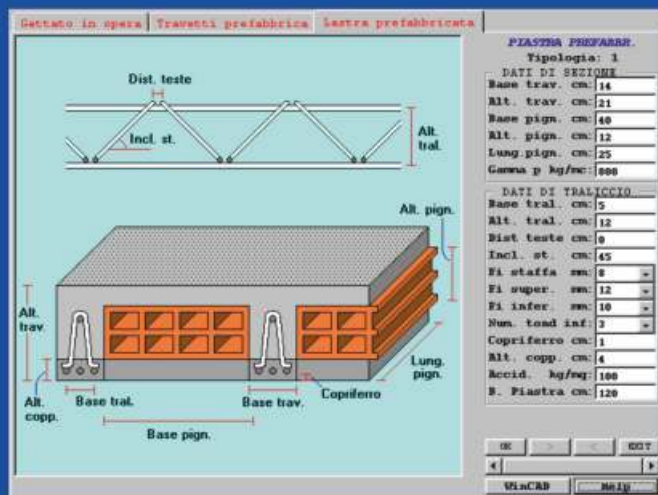 Gettato in opera
Travetti prefabbrica
Lastra prefabbricata
Dist. teste
Incl. st.
Alt. tral.
Alt. pign.
Alt. trav.
Alt. copp.
Base tral.
Base pign.
Base trav.
Copriferro
Lung. pign.
PIASTRA PREFABBR.
Tipologia: 1
DATI DI SEZIONE
Base trav. cm: 14
Alt. trav. cm: 21
Base pign. cm: 40
Alt. pign. cm: 12
Lung.pign. cm: 25
Gamma p kg/mc: 800
DATI DI TRALICCIO
Base tral. cm: 5
Alt. tral. cm: 12
Dist teste cm: 0
Incl. st. cm: 45
Fi staffa mm: 8
Fi super. mm: 12
Fi infer. mm: 10
Num. tond inf: 3
Copriferro cm: 1
Alt. copp. cm: 4
Accid. kg/mq: 100
B. Piastra cm: 120
OK > < EXIT
WinCAD Help